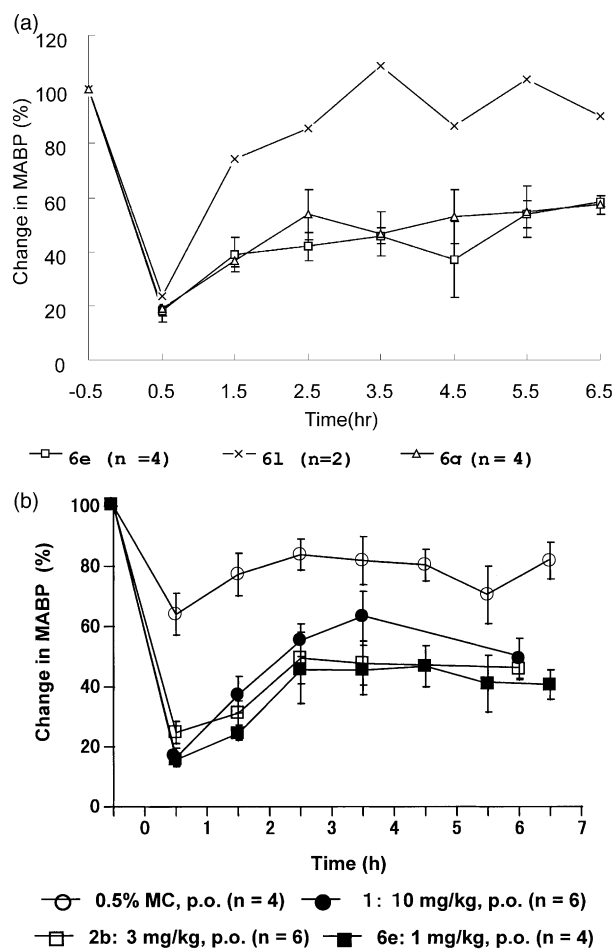 (a)
120
100
80
60
40
20
0
Change in MABP (%)
-0.5 0.5 1.5 2.5 3.5 4.5 5.5 6.5
Time(hr)
6e (n =4) 6l (n=2) (n = 4)
(b)
100
80
60
40
20
0
Change in MABP (%)
0 1 2 3 4 5 6 7
Time (h)
0.5% MC, p.o. (n = 4) 1: 10 mg/kg, p.o. (n = 6)
2b: 3 mg/kg, p.o. (n = 6) 6e: 1 mg/kg, p.o. (n = 4)